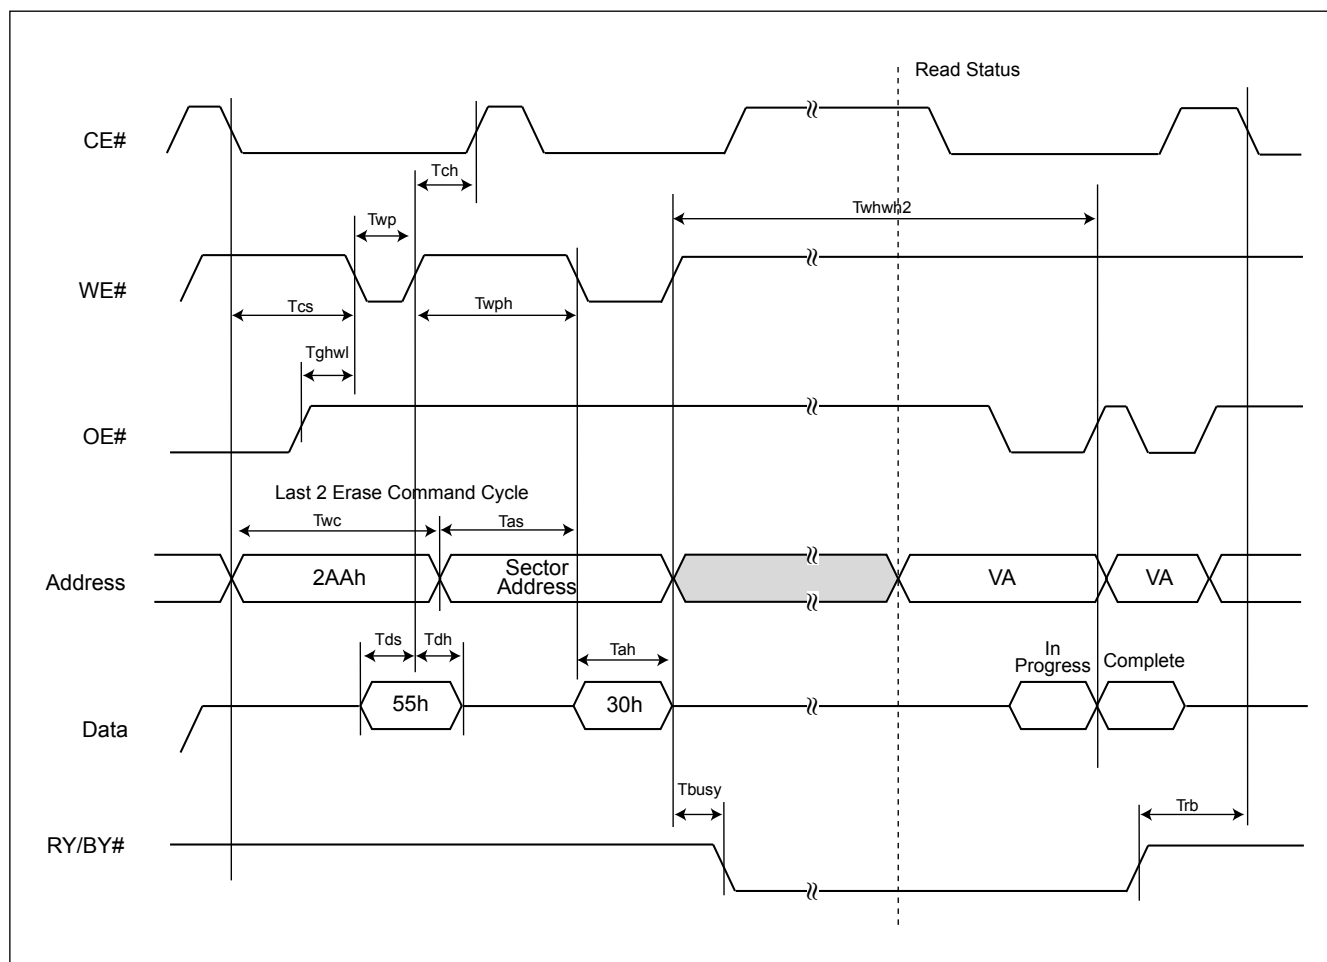 Read Status
CE#
Tch
Twhwh2
Twp
WE#
Tcs
Twph
Tghwl
OE#
Last 2 Erase Command Cycle
Twc
Tas
Address
2AAh
Sector
Address
VA
VA
Tds
Tdh
Tah
In
Progress
Complete
55h
30h
Data
Tbusy
Trb
RY/BY#